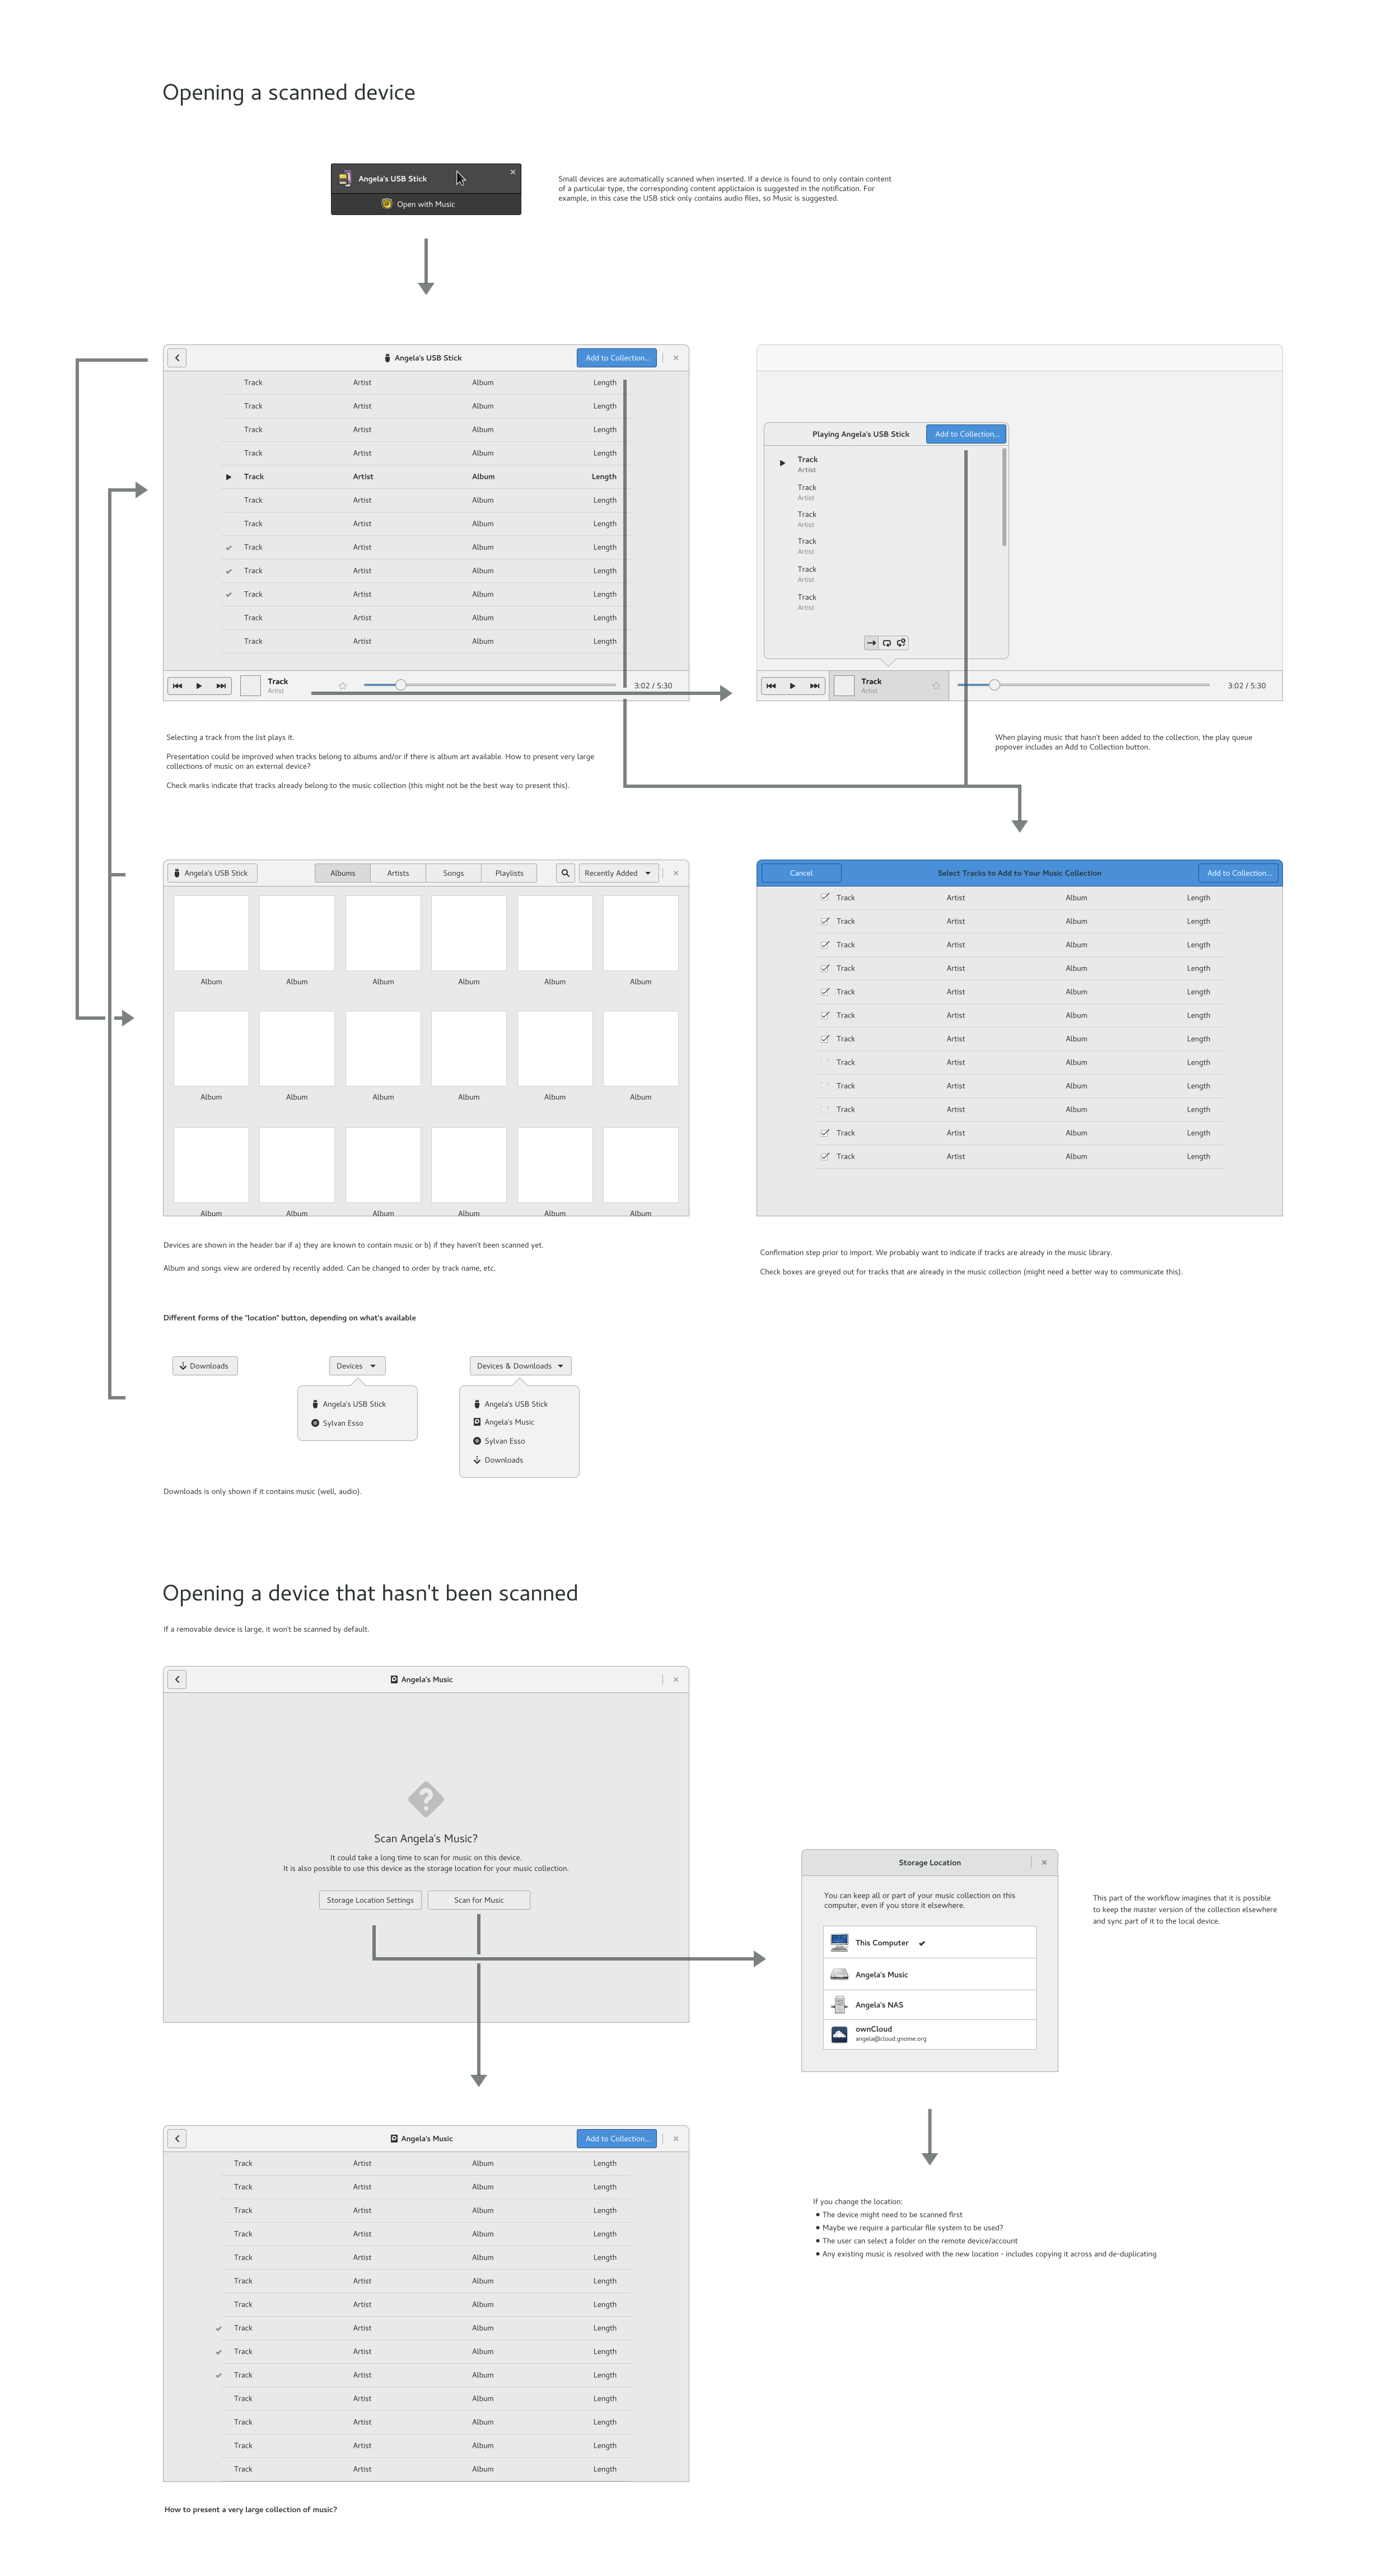 Opening a scanned device
Angela's USB Stick
Open with Music
Small devices are automatically scanned when inserted. If a device is found to only contain content
of a particular type, the corresponding content applictaion is suggested in the notification. For
example, in this case the USB stick only contains audio files, so Music is suggested.
Angela's USB Stick Add to Collection...
Track Artist Album Length
Track Artist Album Length
Track Artist Album Length
Track Artist Album Length
Track Artist Album Length
Track Artist Album Length
Track Artist Album Length
Track Artist Album Length
Track Artist Album Length
Track Artist Album Length
Track Artist Album Length
Track Artist Album Length
Track
Artist
3:02 / 5:30
Playing Angela's USB Stick Add to Collection...
Track
Artist
Track
Artist
Track
Artist
Track
Artist
Track
Artist
Track
Artist
Track
Artist
3:02 / 5:30
Selecting a track from the list plays it.
Presentation could be improved when tracks belong to albums and/or if there is album art available. How to present very large
collections of music on an external device?
Check marks indicate that tracks already belong to the music collection (this might not be the best way to present this).
When playing music that hasn't been added to the collection, the play queue
popover includes an Add to Collection button.
Angela's USB Stick Albums Artists Songs Playlists Recently Added
Album Album Album Album Album Album
Album Album Album Album Album Album
Album Album Album Album Album Album
Cancel Select Tracks to Add to Your Music Collection Add to Collection...
Track Artist Album Length
Track Artist Album Length
Track Artist Album Length
Track Artist Album Length
Track Artist Album Length
Track Artist Album Length
Track Artist Album Length
Track Artist Album Length
Track Artist Album Length
Track Artist Album Length
Track Artist Album Length
Track Artist Album Length
Devices are shown in the header bar if a) they are known to contain music or b) if they haven't been scanned yet.
Album and songs view are ordered by recently added. Can be changed to order by track name, etc.
Confirmation step prior to import. We probably want to indicate if tracks are already in the music library.
Check boxes are greyed out for tracks that are already in the music collection (might need a better way to communicate this).
Different forms of the "location" button, depending on what's available
Downloads
Devices
Angela's USB Stick
Sylvan Esso
Devices & Downloads
Angela's USB Stick
Angela's Music
Sylvan Esso
Downloads
Downloads is only shown if it contains music (well, audio).
Opening a device that hasn't been scanned
If a removable device is large, it won't be scanned by default.
Angela's Music
Scan Angela's Music?
It could take a long time to scan for music on this device.
It is also possible to use this device as the storage location for your music collection.
Storage Location Settings Scan for Music
Storage Location
You can keep all or part of your music collection on this
computer, even if you store it elsewhere.
This Computer
Angela's Music
Angela's NAS
ownCloud
angela@cloud.gnome.org
This part of the workflow imagines that it is possible
to keep the master version of the collection elsewhere
and sync part of it to the local device.
Angela's Music Add to Collection...
Track Artist Album Length
Track Artist Album Length
Track Artist Album Length
Track Artist Album Length
Track Artist Album Length
Track Artist Album Length
Track Artist Album Length
Track Artist Album Length
Track Artist Album Length
Track Artist Album Length
Track Artist Album Length
Track Artist Album Length
Track Artist Album Length
Track Artist Album Length
If you change the location:
• The device might need to be scanned first
• Maybe we require a particular file system to be used?
• The user can select a folder on the remote device/account
• Any existing music is resolved with the new location - includes copying it across and de-duplicating
How to present a very large collection of music?